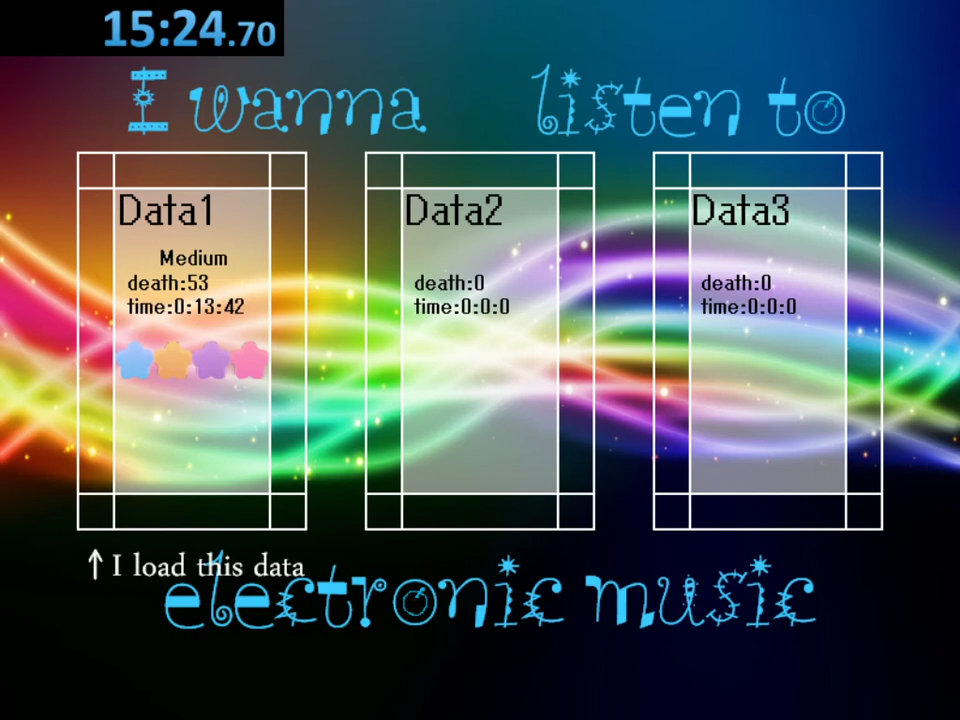 15:24.70
I wanna listen to
Data1
Medium
death:53
time:0:13:42
Data2
death:0
time:0:0:0
Data3
death:0
time:0:0:0
↑ I load this data
electronic music